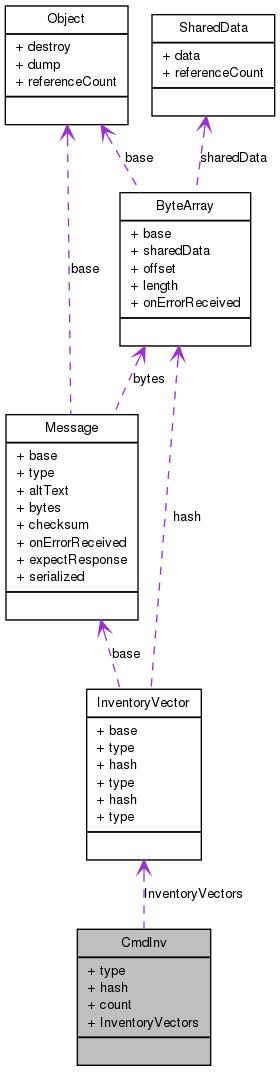 Object
+ destroy
+ dump
+ referenceCount
SharedData
+ data
+ referenceCount
base
sharedData
ByteArray
+ base
+ sharedData
+ offset
+ length
+ onErrorReceived
base
bytes
Message
+ base
+ type
+ altText
+ bytes
+ checksum
+ onErrorReceived
+ expectResponse
+ serialized
hash
base
InventoryVector
+ base
+ type
+ hash
+ type
+ hash
+ type
InventoryVectors
CmdInv
+ type
+ hash
+ count
+ InventoryVectors